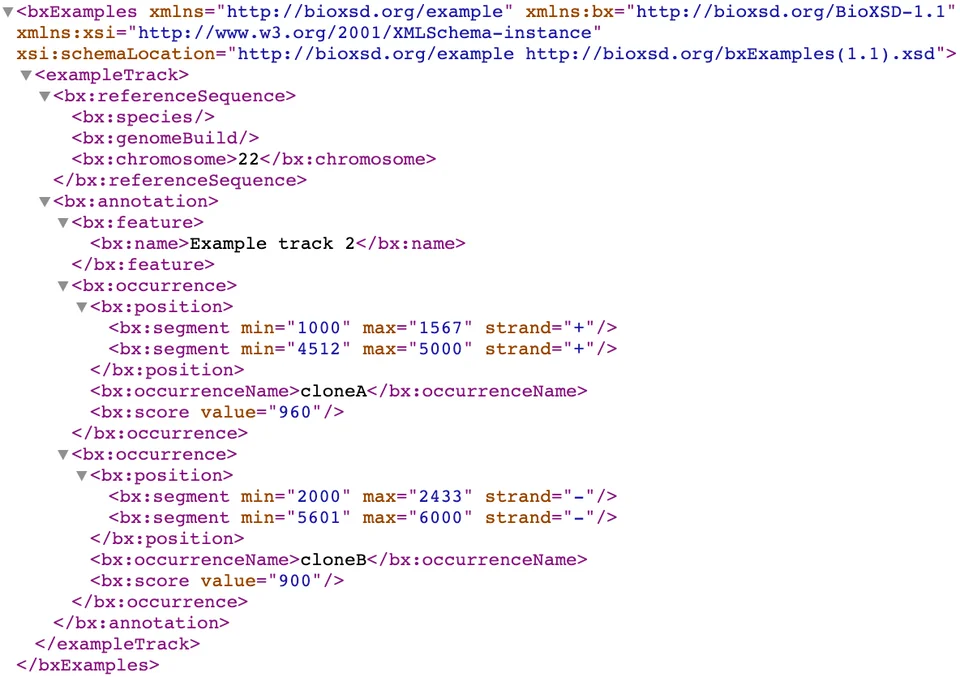 ▼<bxExamples xmlns="http://bioxsd.org/example" xmlns:bx="http://bioxsd.org/BioXSD-1.1"
xmlns:xsi="http://www.w3.org/2001/XMLSchema-instance"
xsi:schemaLocation="http://bioxsd.org/example http://bioxsd.org/bxExamples(1.1).xsd">
▼<exampleTrack>
▼<bx:referenceSequence>
<bx:species/>
<bx:genomeBuild/>
<bx:chromosome>22</bx:chromosome>
</bx:referenceSequence>
▼<bx:annotation>
▼<bx:feature>
<bx:name>Example track 2</bx:name>
</bx:feature>
▼<bx:occurrence>
▼<bx:position>
<bx:segment min="1000" max="1567" strand="+"/>
<bx:segment min="4512" max="5000" strand="+"/>
</bx:position>
<bx:occurrenceName>cloneA</bx:occurrenceName>
<bx:score value="960"/>
</bx:occurrence>
▼<bx:occurrence>
▼<bx:position>
<bx:segment min="2000" max="2433" strand="-"/>
<bx:segment min="5601" max="6000" strand="-"/>
</bx:position>
<bx:occurrenceName>cloneB</bx:occurrenceName>
<bx:score value="900"/>
</bx:occurrence>
</bx:annotation>
</exampleTrack>
</bxExamples>